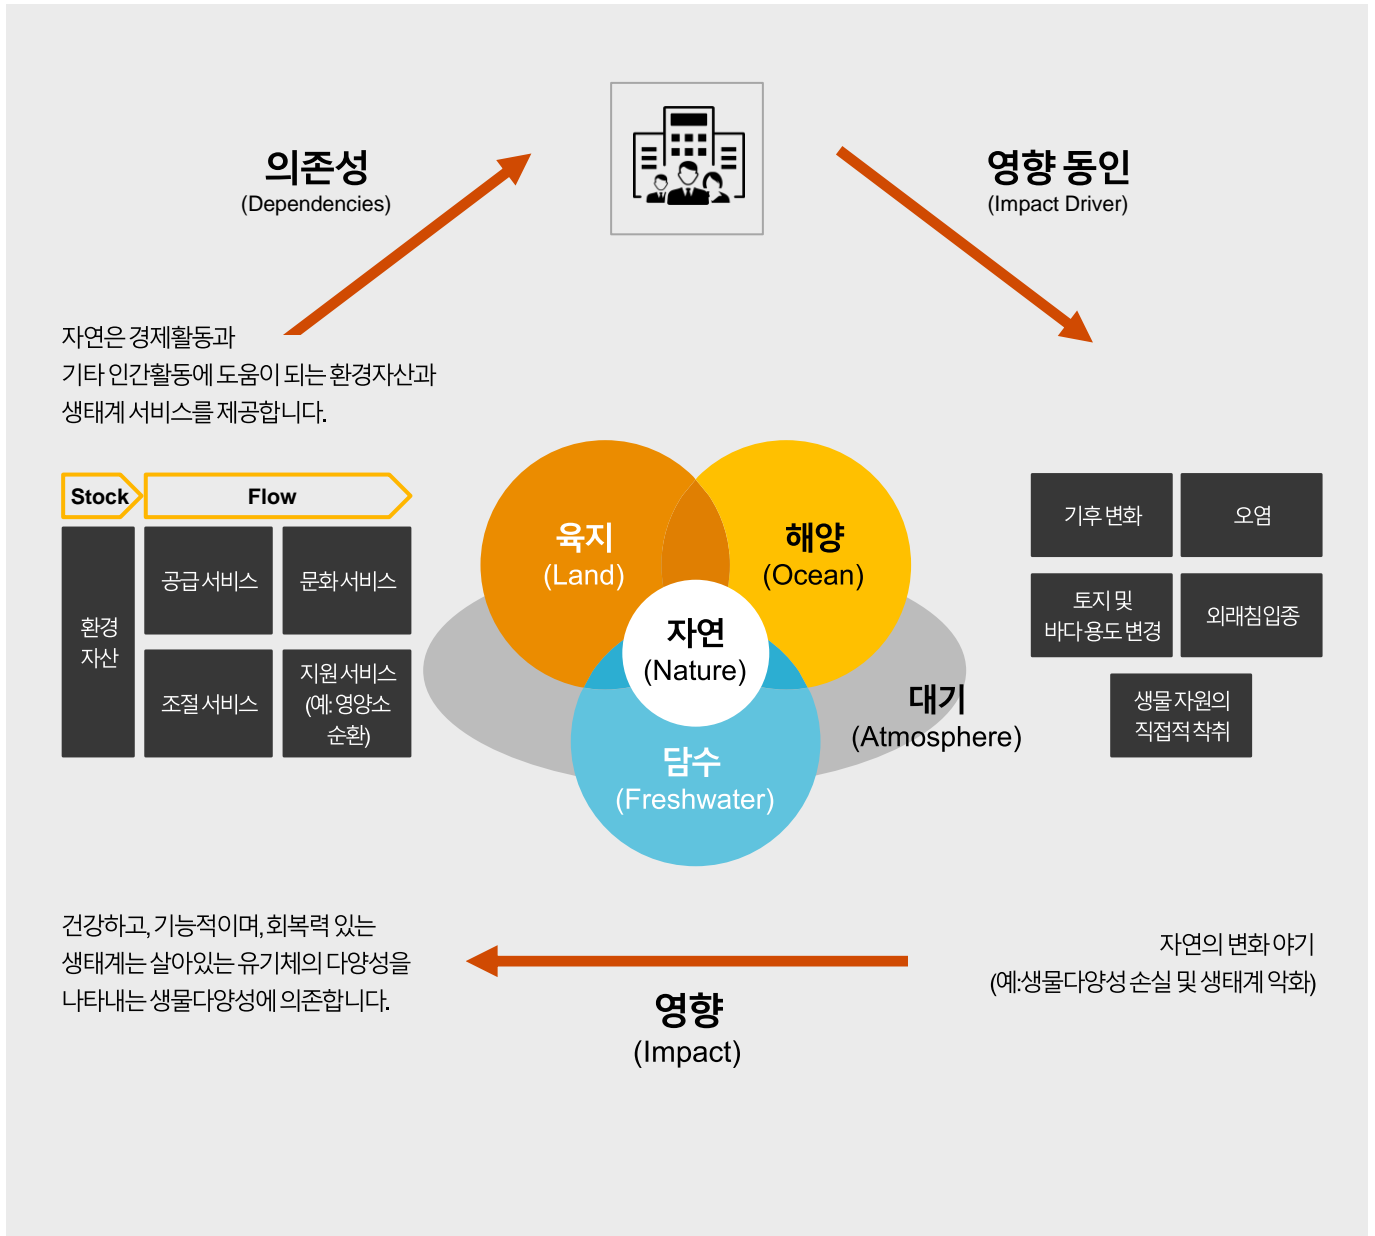 의존성
(Dependencies)
영향 동인
(Impact Driver)
자연은 경제활동과
기타 인간활동에 도움이 되는 환경자산과
생태계 서비스를 제공합니다.
Stock
Flow
환경
자산
공급 서비스
문화 서비스
조절 서비스
지원 서비스
(예: 영양소
순환)
육지
(Land)
해양
(Ocean)
자연
(Nature)
대기
(Atmosphere)
담수
(Freshwater)
기후 변화
오염
토지 및
바다 용도 변경
외래침입종
생물 자원의
직접적 착취
건강하고, 기능적이며, 회복력 있는
생태계는 살아있는 유기체의 다양성을
나타내는 생물다양성에 의존합니다.
영향
(Impact)
자연의 변화 야기
(예:생물다양성 손실 및 생태계 악화)